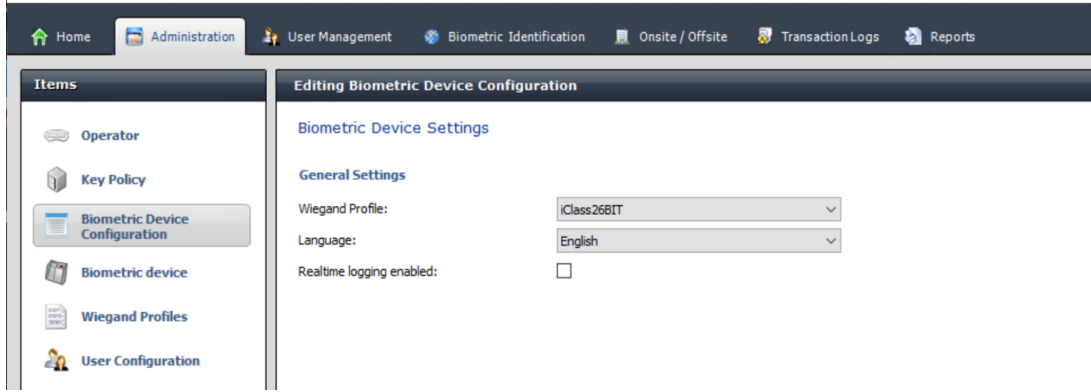 Home Administration User Management Biometric Identification Onsite / Offsite Transaction Logs Reports
Items
Operator
Key Policy
Biometric Device
Configuration
Biometric device
Wiegand Profiles
User Configuration
Editing Biometric Device Configuration
Biometric Device Settings
General Settings
Wiegand Profile: iClass26BIT
Language: English
Realtime logging enabled: